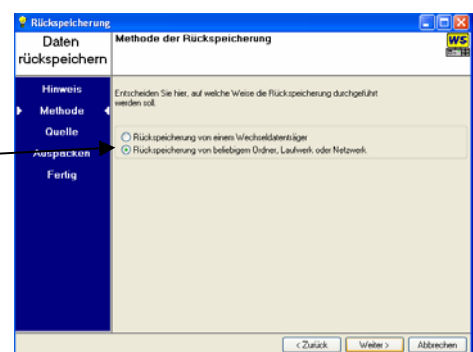 Rückspeicherung
Daten
rückspeichern
Methode der Rückspeicherung
WS
Hinweis
Methode
Quelle
Auspacken
Fertig
Entscheiden Sie hier, auf welche Weise die Rückspeicherung durchgeführt
werden soll.
Rückspeicherung von einem Wechseldatenträger
Rückspeicherung von beliebigem Ordner, Laufwerk oder Netzwerk
< Zurück
Weiter >
Abbrechen